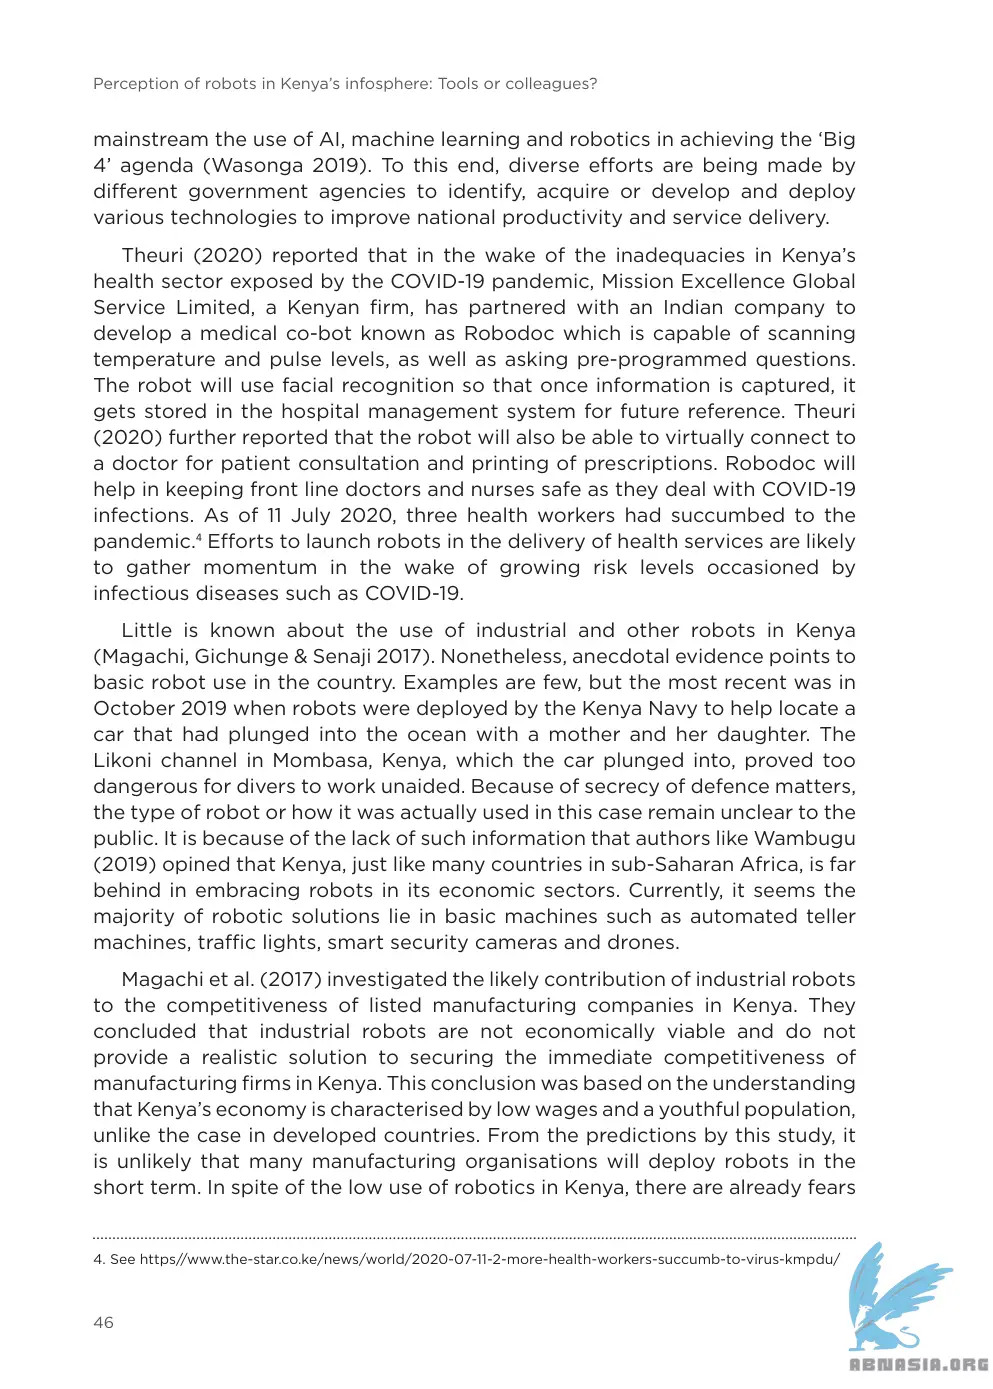 Perception of robots in Kenya’s infosphere: Tools or colleagues?
mainstream the use of AI, machine learning and robotics in achieving the ‘Big
4’ agenda (Wasonga 2019). To this end, diverse efforts are being made by
different government agencies to identify, acquire or develop and deploy
various technologies to improve national productivity and service delivery.
Theuri (2020) reported that in the wake of the inadequacies in Kenya’s
health sector exposed by the COVID-19 pandemic, Mission Excellence Global
Service Limited, a Kenyan firm, has partnered with an Indian company to
develop a medical co-bot known as Robodoc which is capable of scanning
temperature and pulse levels, as well as asking pre-programmed questions.
The robot will use facial recognition so that once information is captured, it
gets stored in the hospital management system for future reference. Theuri
(2020) further reported that the robot will also be able to virtually connect to
a doctor for patient consultation and printing of prescriptions. Robodoc will
help in keeping front line doctors and nurses safe as they deal with COVID-19
infections. As of 11 July 2020, three health workers had succumbed to the
pandemic.⁴ Efforts to launch robots in the delivery of health services are likely
to gather momentum in the wake of growing risk levels occasioned by
infectious diseases such as COVID-19.
Little is known about the use of industrial and other robots in Kenya
(Magachi, Gichunge & Senaji 2017). Nonetheless, anecdotal evidence points to
basic robot use in the country. Examples are few, but the most recent was in
October 2019 when robots were deployed by the Kenya Navy to help locate a
car that had plunged into the ocean with a mother and her daughter. The
Likoni channel in Mombasa, Kenya, which the car plunged into, proved too
dangerous for divers to work unaided. Because of secrecy of defence matters,
the type of robot or how it was actually used in this case remain unclear to the
public. It is because of the lack of such information that authors like Wambugu
(2019) opined that Kenya, just like many countries in sub-Saharan Africa, is far
behind in embracing robots in its economic sectors. Currently, it seems the
majority of robotic solutions lie in basic machines such as automated teller
machines, traffic lights, smart security cameras and drones.
Magachi et al. (2017) investigated the likely contribution of industrial robots
to the competitiveness of listed manufacturing companies in Kenya. They
concluded that industrial robots are not economically viable and do not
provide a realistic solution to securing the immediate competitiveness of
manufacturing firms in Kenya. This conclusion was based on the understanding
that Kenya’s economy is characterised by low wages and a youthful population,
unlike the case in developed countries. From the predictions by this study, it
is unlikely that many manufacturing organisations will deploy robots in the
short term. In spite of the low use of robotics in Kenya, there are already fears
4. See https//www.the-star.co.ke/news/world/2020-07-11-2-more-health-workers-succumb-to-virus-kmpdu/
46
ABNASIA.ORG